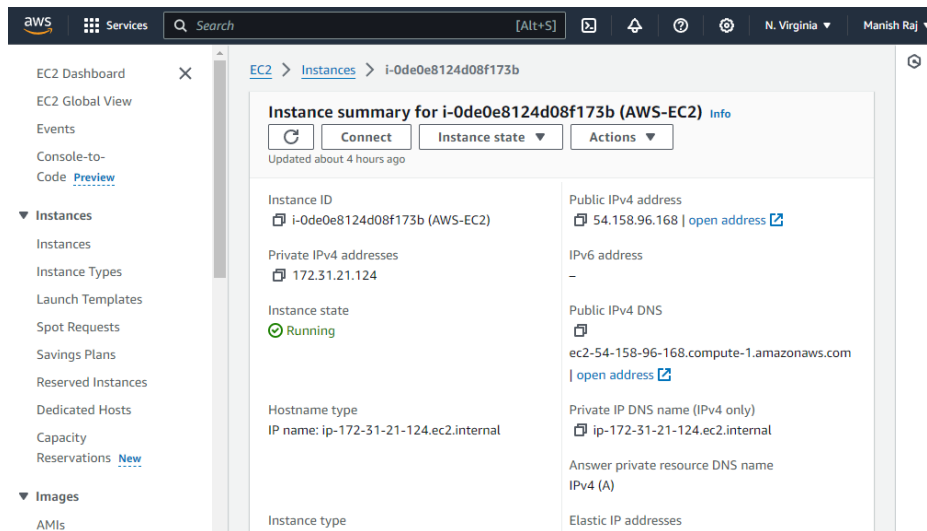 aws
Services
Search
[Alt+S]
N. Virginia
Manish Raj
EC2 Dashboard
EC2 Global View
Events
Console-to-
Code Preview
Instances
Instances
Instance Types
Launch Templates
Spot Requests
Savings Plans
Reserved Instances
Dedicated Hosts
Capacity
Reservations New
Images
AMIs
EC2 > Instances > i-0de0e8124d08f173b
Instance summary for i-0de0e8124d08f173b (AWS-EC2) Info
Connect
Instance state
Actions
Updated about 4 hours ago
Instance ID
i-0de0e8124d08f173b (AWS-EC2)
Private IPv4 addresses
172.31.21.124
Instance state
Running
Hostname type
IP name: ip-172-31-21-124.ec2.internal
Instance type
Public IPv4 address
54.158.96.168 | open address
IPv6 address
–
Public IPv4 DNS
ec2-54-158-96-168.compute-1.amazonaws.com
| open address
Private IP DNS name (IPv4 only)
ip-172-31-21-124.ec2.internal
Answer private resource DNS name
IPv4 (A)
Elastic IP addresses